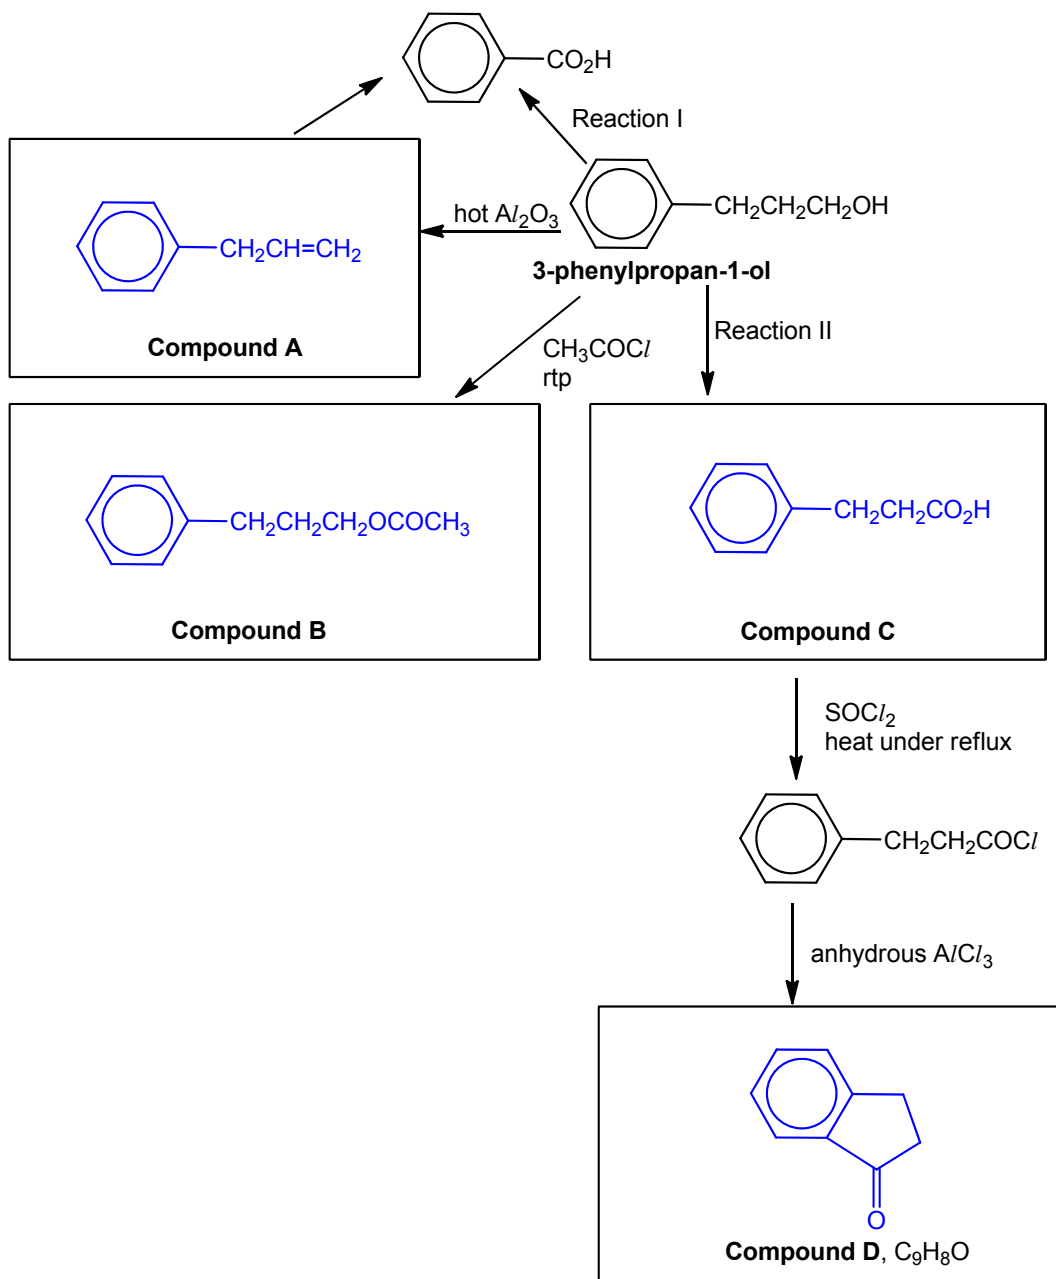 CO₂H
Reaction I
CH₂CH₂CH₂OH
3-phenylpropan-1-ol
hot Al₂O₃
CH₂CH=CH₂
Compound A
CH₃COCl
rtp
Reaction II
CH₂CH₂CH₂OCOCH₃
Compound B
CH₂CH₂CO₂H
Compound C
SOCl₂
heat under reflux
CH₂CH₂COCl
anhydrous AlCl₃
O
Compound D, C₉H₈O